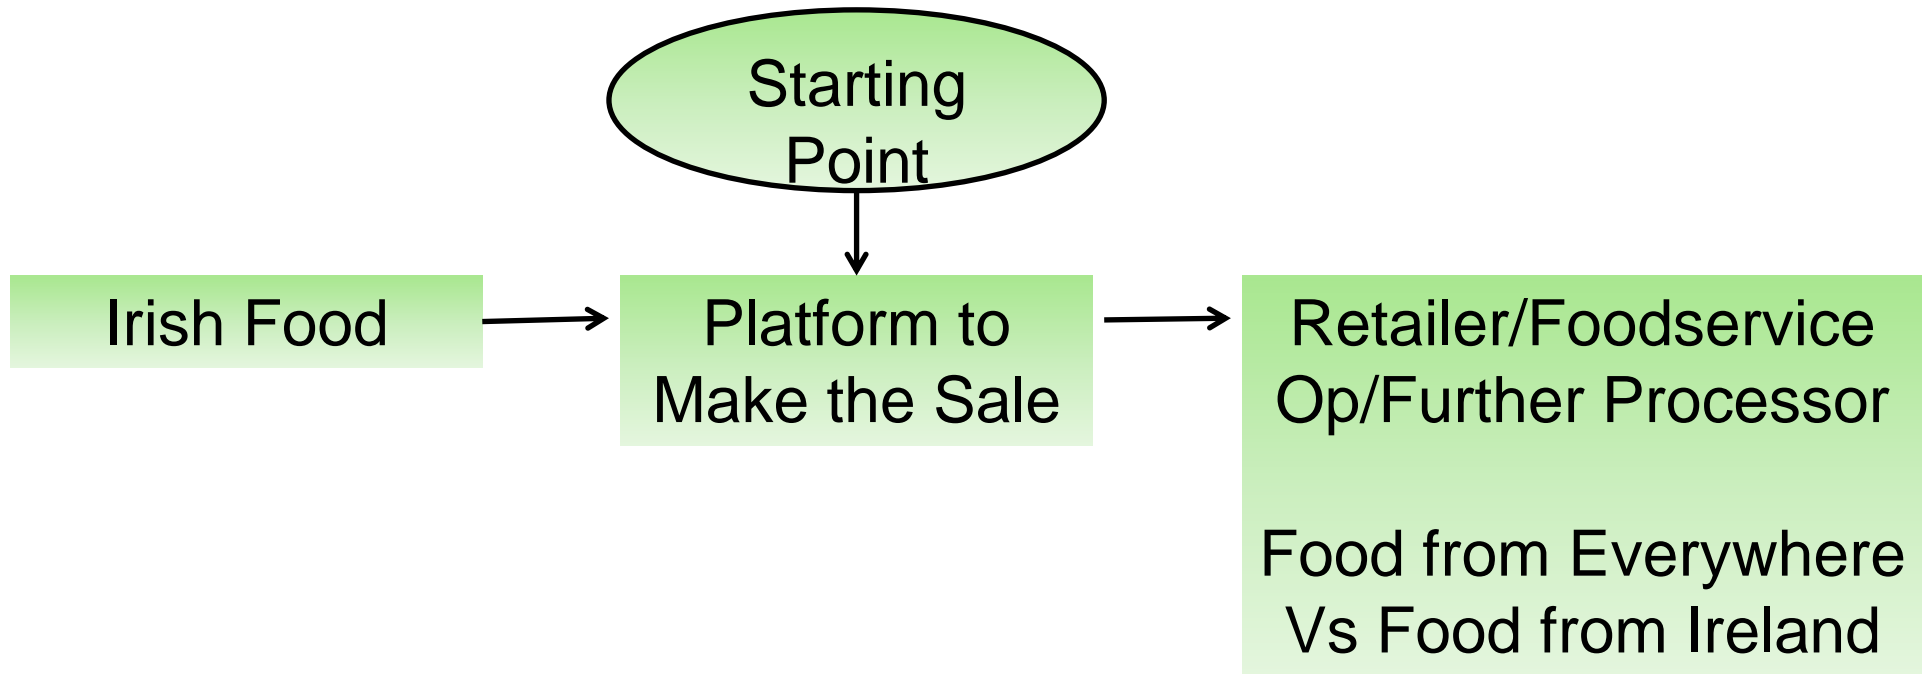 Starting
Point
Irish Food
Platform to
Make the Sale
Retailer/Foodservice
Op/Further Processor
Food from Everywhere
Vs Food from Ireland